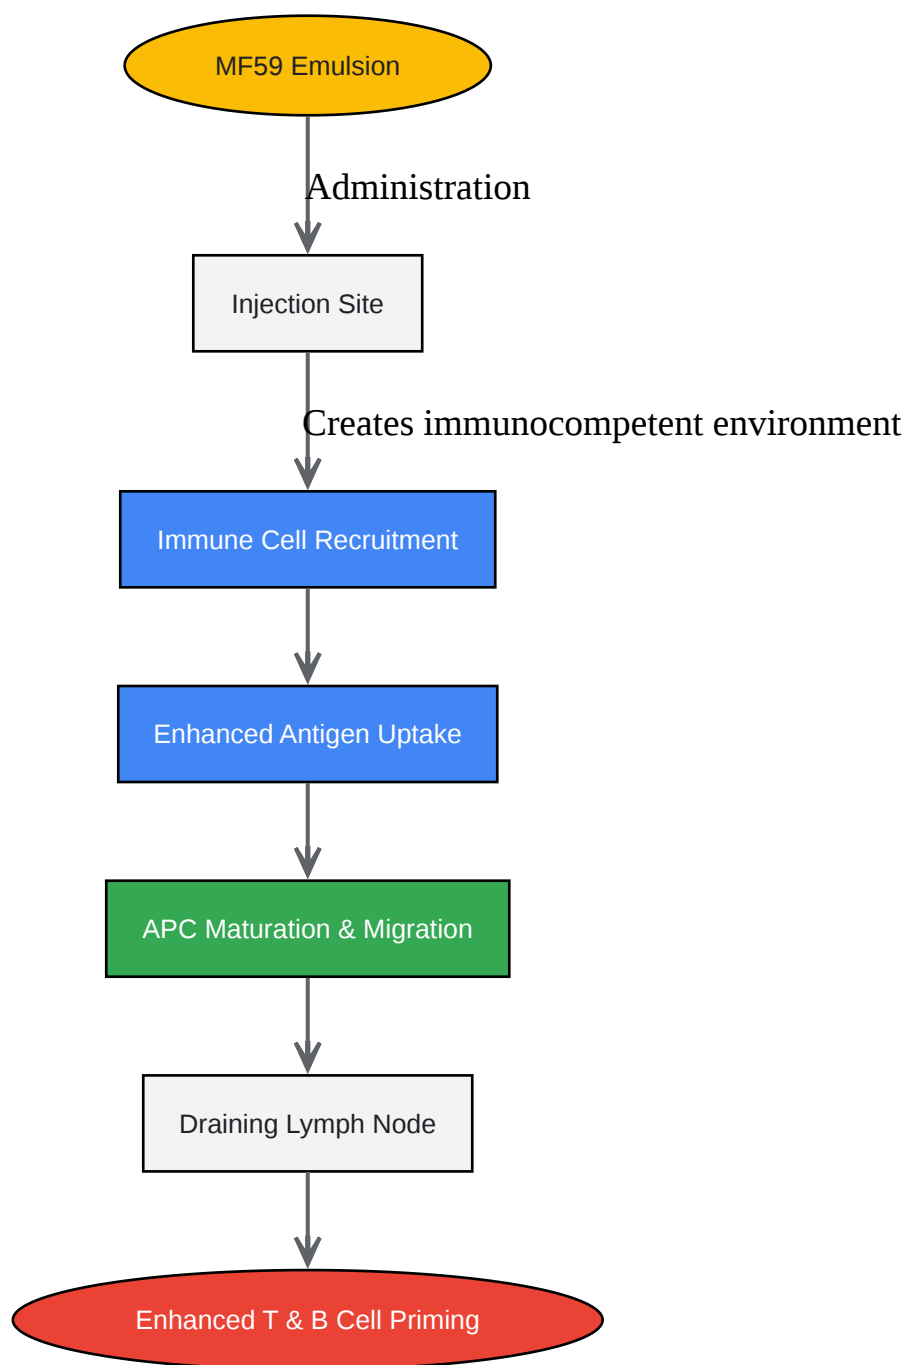 MF59 Emulsion
Administration
Injection Site
Creates immunocompetent environment
Immune Cell Recruitment
Enhanced Antigen Uptake
APC Maturation & Migration
Draining Lymph Node
Enhanced T & B Cell Priming